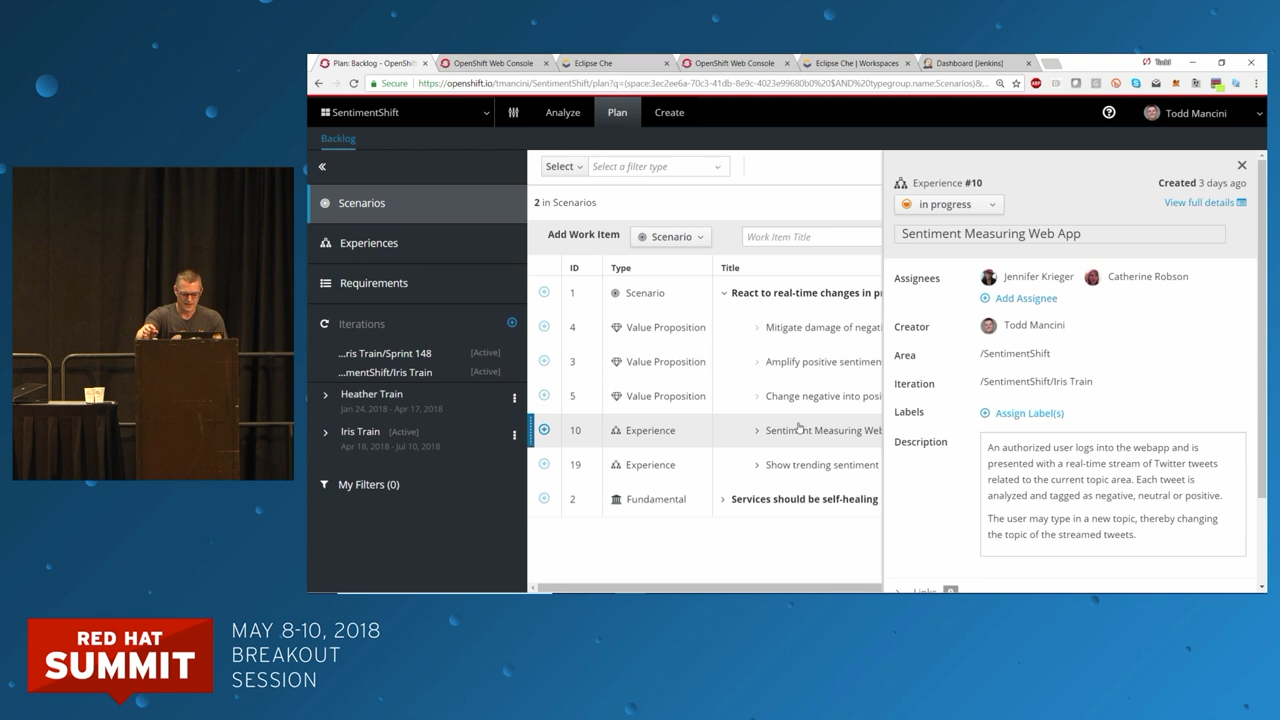 Plan: Backlog - OpenShift
OpenShift Web Console
Eclipse Che
OpenShift Web Console
Eclipse Che | Workspaces
Dashboard [Jenkins]
Todd
Secure
https://openshift.io/tmancini/SentimentShift/plan?q=(space:3ec2ee6a-70c3-41db-8e9c-4023e99680b0%20$AND%20typegroup.name:Scenarios)&...
SentimentShift
Analyze
Plan
Create
Todd Mancini
Backlog
Scenarios
Experiences
Requirements
Iterations
...ris Train/Sprint 148 [Active]
...mentShift/Iris Train [Active]
Heather Train
Jan 24, 2018 - Apr 17, 2018
Iris Train [Active]
Apr 18, 2018 - Jul 10, 2018
My Filters (0)
Select
Select a filter type
2 in Scenarios
Add Work Item
Scenario
Work Item Title
ID Type Title
1 Scenario React to real-time changes in p
4 Value Proposition Mitigate damage of negati
3 Value Proposition Amplify positive sentimen
5 Value Proposition Change negative into posi
10 Experience Sentiment Measuring Web
19 Experience Show trending sentiment
2 Fundamental Services should be self-healing
Experience #10
Created 3 days ago
in progress
View full details
Sentiment Measuring Web App
Assignees Jennifer Krieger Catherine Robson
Add Assignee
Creator Todd Mancini
Area /SentimentShift
Iteration /SentimentShift/Iris Train
Labels Assign Label(s)
Description
An authorized user logs into the webapp and is
presented with a real-time stream of Twitter tweets
related to the current topic area. Each tweet is
analyzed and tagged as negative, neutral or positive.
The user may type in a new topic, thereby changing
the topic of the streamed tweets.
Links
RED HAT
SUMMIT
MAY 8-10, 2018
BREAKOUT
SESSION